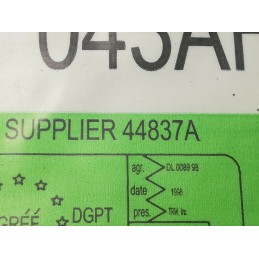 043AF
SUPPLIER 44837A
agr. DL 0089 98
date 1998
GRÉÉ DGPT
pres. TRW, Inc.